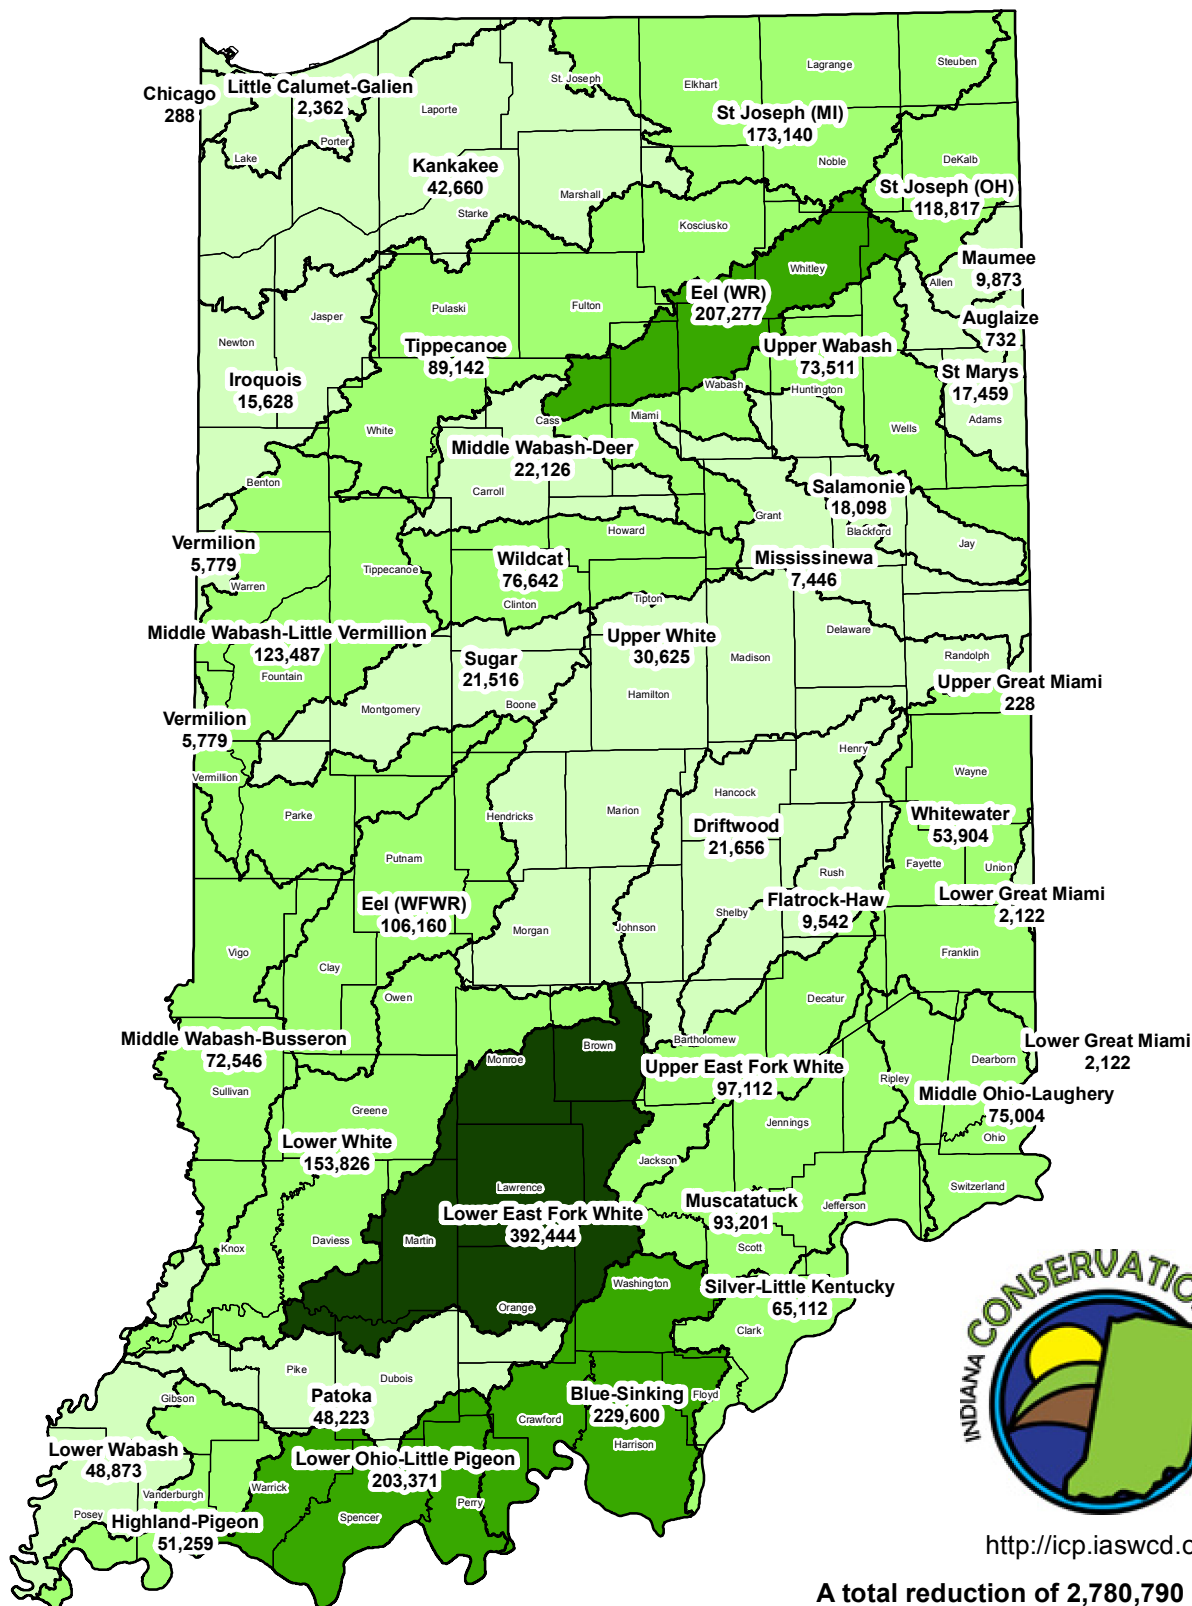 Steuben
Lagrange
Elkhart
St. Joseph
Chicago
288
Little Calumet-Galien
2,362
Laporte
St Joseph (MI)
173,140
Lake
Porter
Kankakee
42,660
Noble
DeKalb
St Joseph (OH)
118,817
Marshall
Starke
Kosciusko
Maumee
9,873
Whitley
Allen
Eel (WR)
207,277
Pulaski
Fulton
Jasper
Newton
Auglaize
732
Tippecanoe
89,142
Upper Wabash
73,511
St Marys
17,459
Iroquois
15,628
Wabash
Huntington
Adams
Miami
Cass
White
Wells
Middle Wabash-Deer
22,126
Benton
Carroll
Salamonie
18,098
Grant
Blackford
Jay
Howard
Vermilion
5,779
Wildcat
76,642
Mississinewa
7,446
Tippecanoe
Warren
Clinton
Tipton
Middle Wabash-Little Vermillion
123,487
Upper White
30,625
Delaware
Madison
Randolph
Sugar
21,516
Fountain
Hamilton
Upper Great Miami
228
Boone
Montgomery
Vermilion
5,779
Henry
Vermillion
Wayne
Hancock
Parke
Hendricks
Marion
Driftwood
21,656
Whitewater
53,904
Putnam
Fayette
Union
Rush
Eel (WFWR)
106,160
Flatrock-Haw
9,542
Lower Great Miami
2,122
Shelby
Morgan
Johnson
Vigo
Clay
Franklin
Owen
Decatur
Middle Wabash-Busseron
72,546
Bartholomew
Brown
Monroe
Lower Great Miami
2,122
Dearborn
Upper East Fork White
97,112
Ripley
Sullivan
Middle Ohio-Laughery
75,004
Greene
Jennings
Ohio
Lower White
153,826
Jackson
Lawrence
Switzerland
Muscatatuck
93,201
Jefferson
Lower East Fork White
392,444
Daviess
Martin
Knox
Scott
Washington
Silver-Little Kentucky
65,112
Orange
Clark
Pike
Dubois
Patoka
48,223
Gibson
Blue-Sinking
229,600
Floyd
Crawford
Harrison
Lower Wabash
48,873
Lower Ohio-Little Pigeon
203,371
Warrick
Vanderburgh
Perry
Posey
Spencer
Highland-Pigeon
51,259
INDIANA CONSERVATIO
http://icp.iaswcd.o
A total reduction of 2,780,790